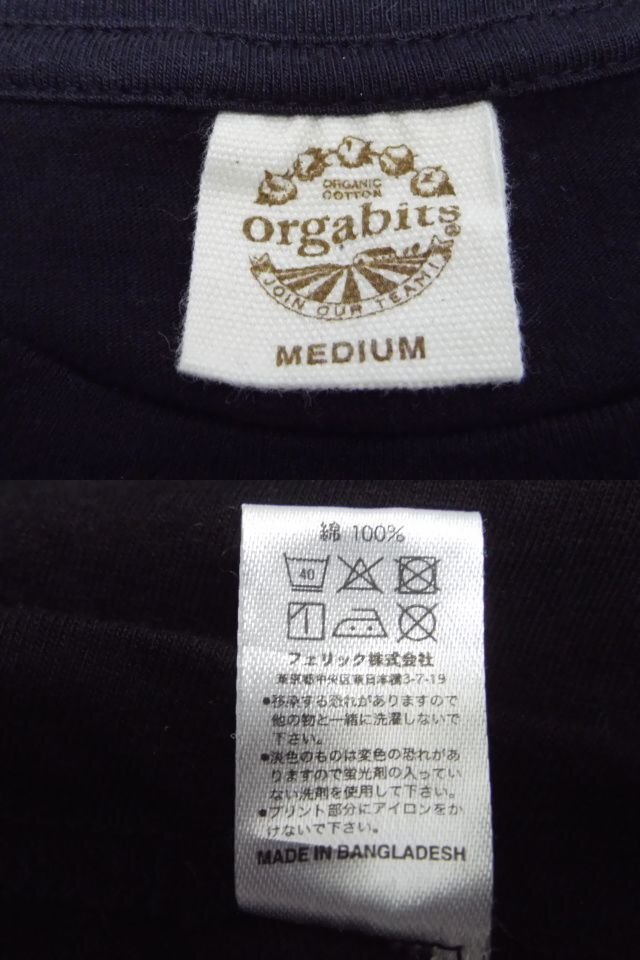 ORGANIC
COTTON
orgabits
JOIN OUR TEAM!
MEDIUM
綿 100%
40
フェリック株式会社
東京都中央区東日本橋3-7-19
●移染する恐れがありますので
他の物と一緒に洗濯しないで
下さい。
●淡色のものは変色の恐れがあ
りますので蛍光剤の入ってい
ない洗剤を使用して下さい。
●プリント部分にアイロンをか
けないで下さい。
MADE IN BANGLADESH